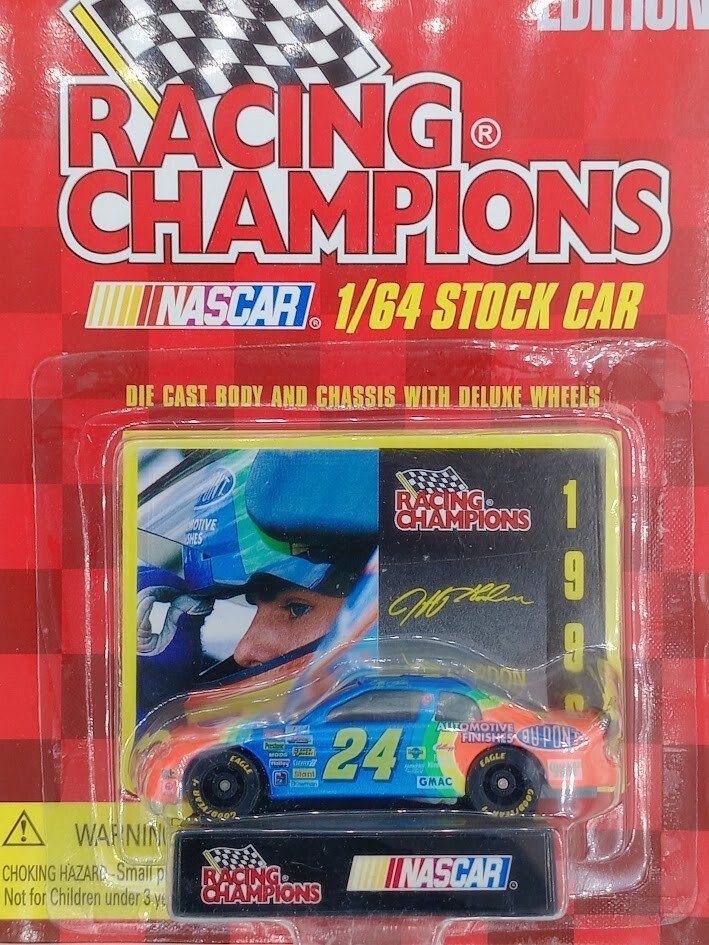 EDITION
RACING®
CHAMPIONS
NASCAR® 1/64 STOCK CAR
DIE CAST BODY AND CHASSIS WITH DELUXE WHEELS
RACING®
CHAMPIONS
1
9
9
AUTOMOTIVE
FINISHES
24
GMAC
EAGLE
GOODYEAR
EAGLE
GOODYEAR
WARNING
CHOKING HAZARD-Small p
Not for Children under 3 ye
RACING®
CHAMPIONS
NASCAR®